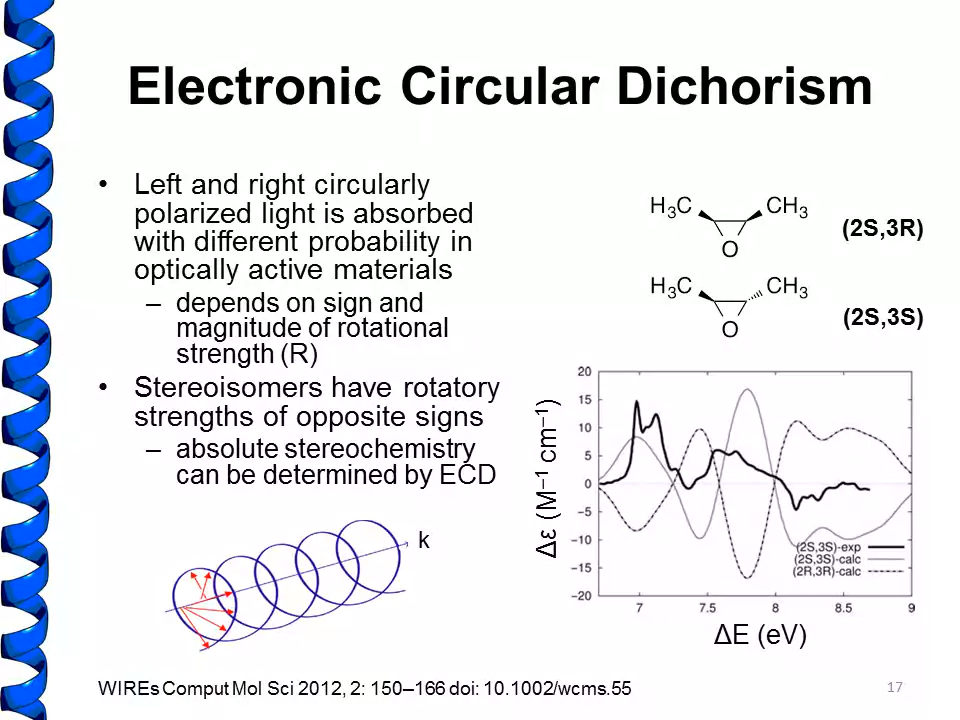 Electronic Circular Dichorism
• Left and right circularly
polarized light is absorbed
with different probability in
optically active materials
– depends on sign and
magnitude of rotational
strength (R)
• Stereoisomers have rotatory
strengths of opposite signs
– absolute stereochemistry
can be determined by ECD
k
H₃C CH₃
O
(2S,3R)
H₃C CH₃
O
(2S,3S)
Δε (M⁻¹ cm⁻¹)
20
15
10
5
0
−5
−10
−15
−20
(2S,3S)-exp
(2S,3S)-calc
(2R,3R)-calc
7 7.5 8 8.5 9
ΔE (eV)
WIREs Comput Mol Sci 2012, 2: 150–166 doi: 10.1002/wcms.55
17